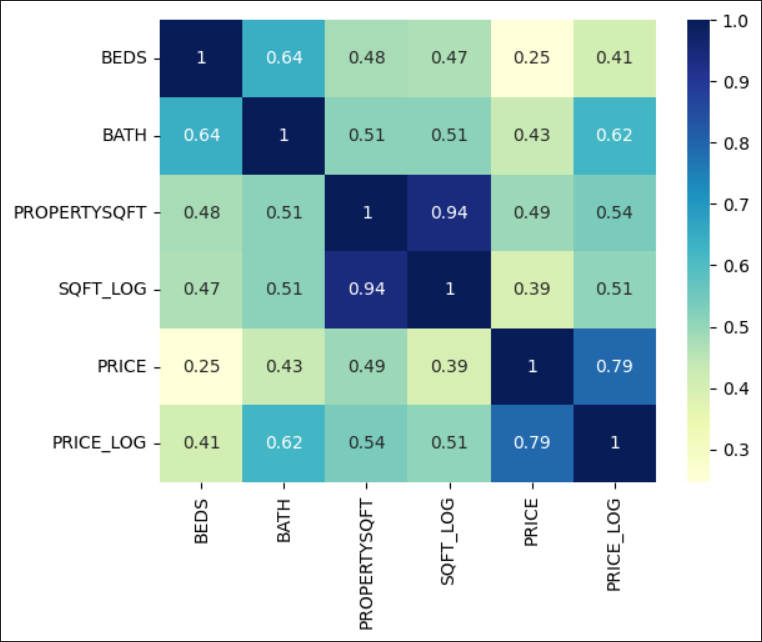 BEDS 1 0.64 0.48 0.47 0.25 0.41
BATH 0.64 1 0.51 0.51 0.43 0.62
PROPERTYSQFT 0.48 0.51 1 0.94 0.49 0.54
SQFT_LOG 0.47 0.51 0.94 1 0.39 0.51
PRICE 0.25 0.43 0.49 0.39 1 0.79
PRICE_LOG 0.41 0.62 0.54 0.51 0.79 1
BEDS
BATH
PROPERTYSQFT
SQFT_LOG
PRICE
PRICE_LOG
1.0
0.9
0.8
0.7
0.6
0.5
0.4
0.3